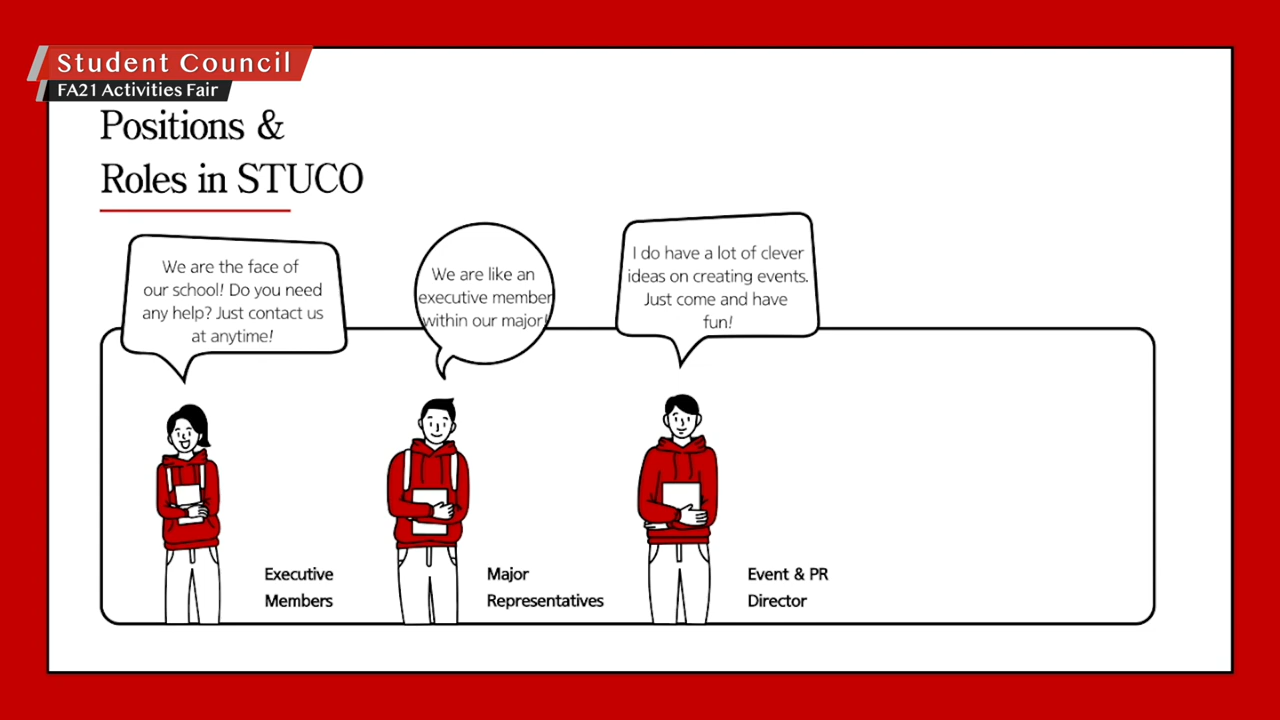 Student Council
FA21 Activities Fair
Positions &
Roles in STUCO
We are the face of
our school! Do you need
any help? Just contact us
at anytime!
We are like an
executive member
within our major!
I do have a lot of clever
ideas on creating events.
Just come and have
fun!
Executive
Members
Major
Representatives
Event & PR
Director